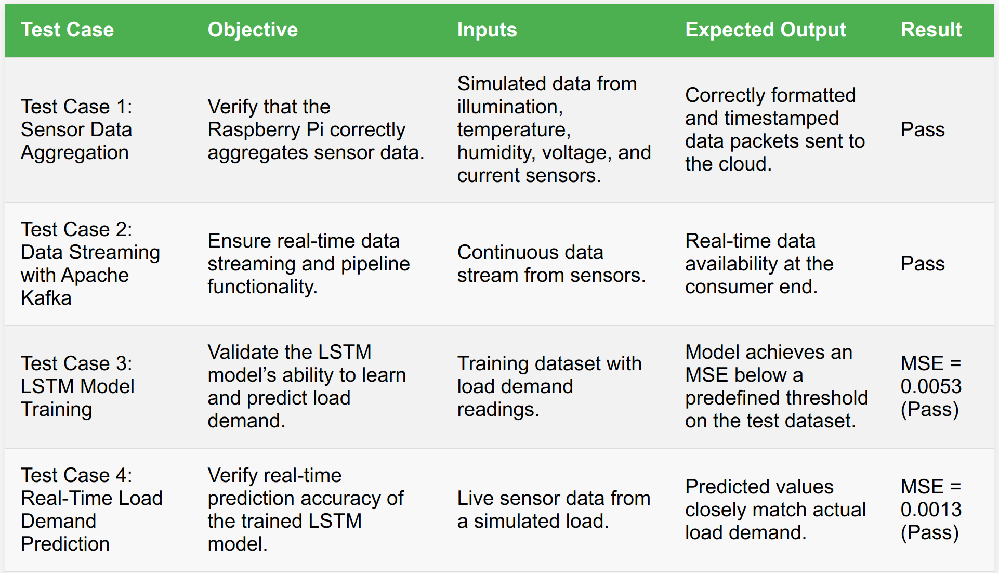 Test Case
Objective
Inputs
Expected Output
Result
Test Case 1:
Sensor Data
Aggregation
Verify that the
Raspberry Pi correctly
aggregates sensor data.
Simulated data from
illumination,
temperature,
humidity, voltage, and
current sensors.
Correctly formatted
and timestamped
data packets sent to
the cloud.
Pass
Test Case 2:
Data Streaming
with Apache
Kafka
Ensure real-time data
streaming and pipeline
functionality.
Continuous data
stream from sensors.
Real-time data
availability at the
consumer end.
Pass
Test Case 3:
LSTM Model
Training
Validate the LSTM
model’s ability to learn
and predict load
demand.
Training dataset with
load demand
readings.
Model achieves an
MSE below a
predefined threshold
on the test dataset.
MSE =
0.0053
(Pass)
Test Case 4:
Real-Time Load
Demand
Prediction
Verify real-time
prediction accuracy of
the trained LSTM
model.
Live sensor data from
a simulated load.
Predicted values
closely match actual
load demand.
MSE =
0.0013
(Pass)